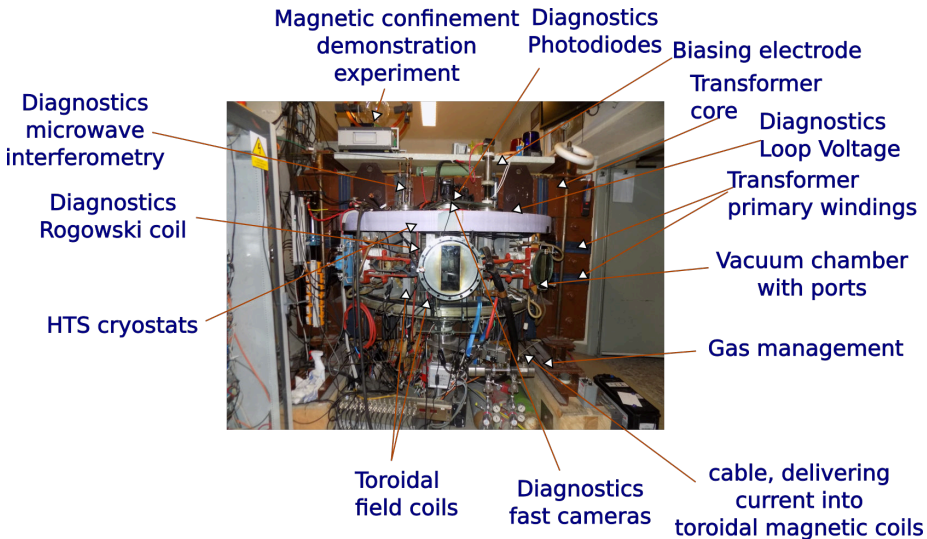 Magnetic confinement
demonstration
experiment
Diagnostics
Photodiodes
Biasing electrode
Transformer
core
Diagnostics
microwave
interferometry
Diagnostics
Loop Voltage
Transformer
primary windings
Diagnostics
Rogowski coil
Vacuum chamber
with ports
HTS cryostats
Gas management
Toroidal
field coils
Diagnostics
fast cameras
cable, delivering
current into
toroidal magnetic coils